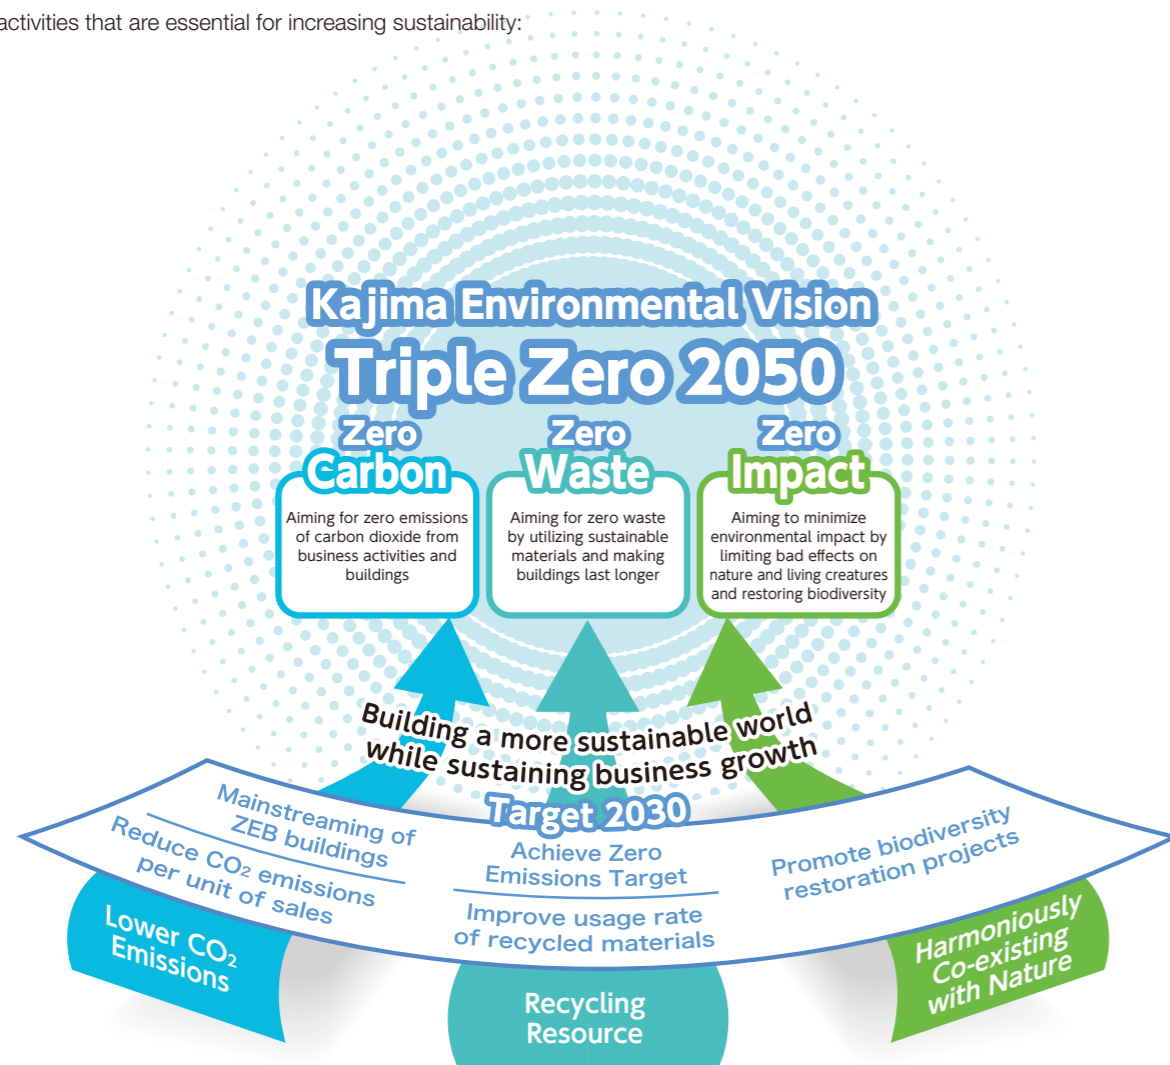 activities that are essential for increasing sustainability:
Kajima Environmental Vision
Triple Zero 2050
Zero
Carbon
Aiming for zero emissions
of carbon dioxide from
business activities and
buildings
Zero
Waste
Aiming for zero waste
by utilizing sustainable
materials and making
buildings last longer
Zero
Impact
Aiming to minimize
environmental impact by
limiting bad effects on
nature and living creatures
and restoring biodiversity
Building a more sustainable world
while sustaining business growth
Target 2030
Mainstreaming of
ZEB buildings
Reduce CO₂ emissions
per unit of sales
Achieve Zero
Emissions Target
Improve usage rate
of recycled materials
Promote biodiversity
restoration projects
Lower CO₂
Emissions
Recycling
Resource
Harmoniously
Co-existing
with Nature